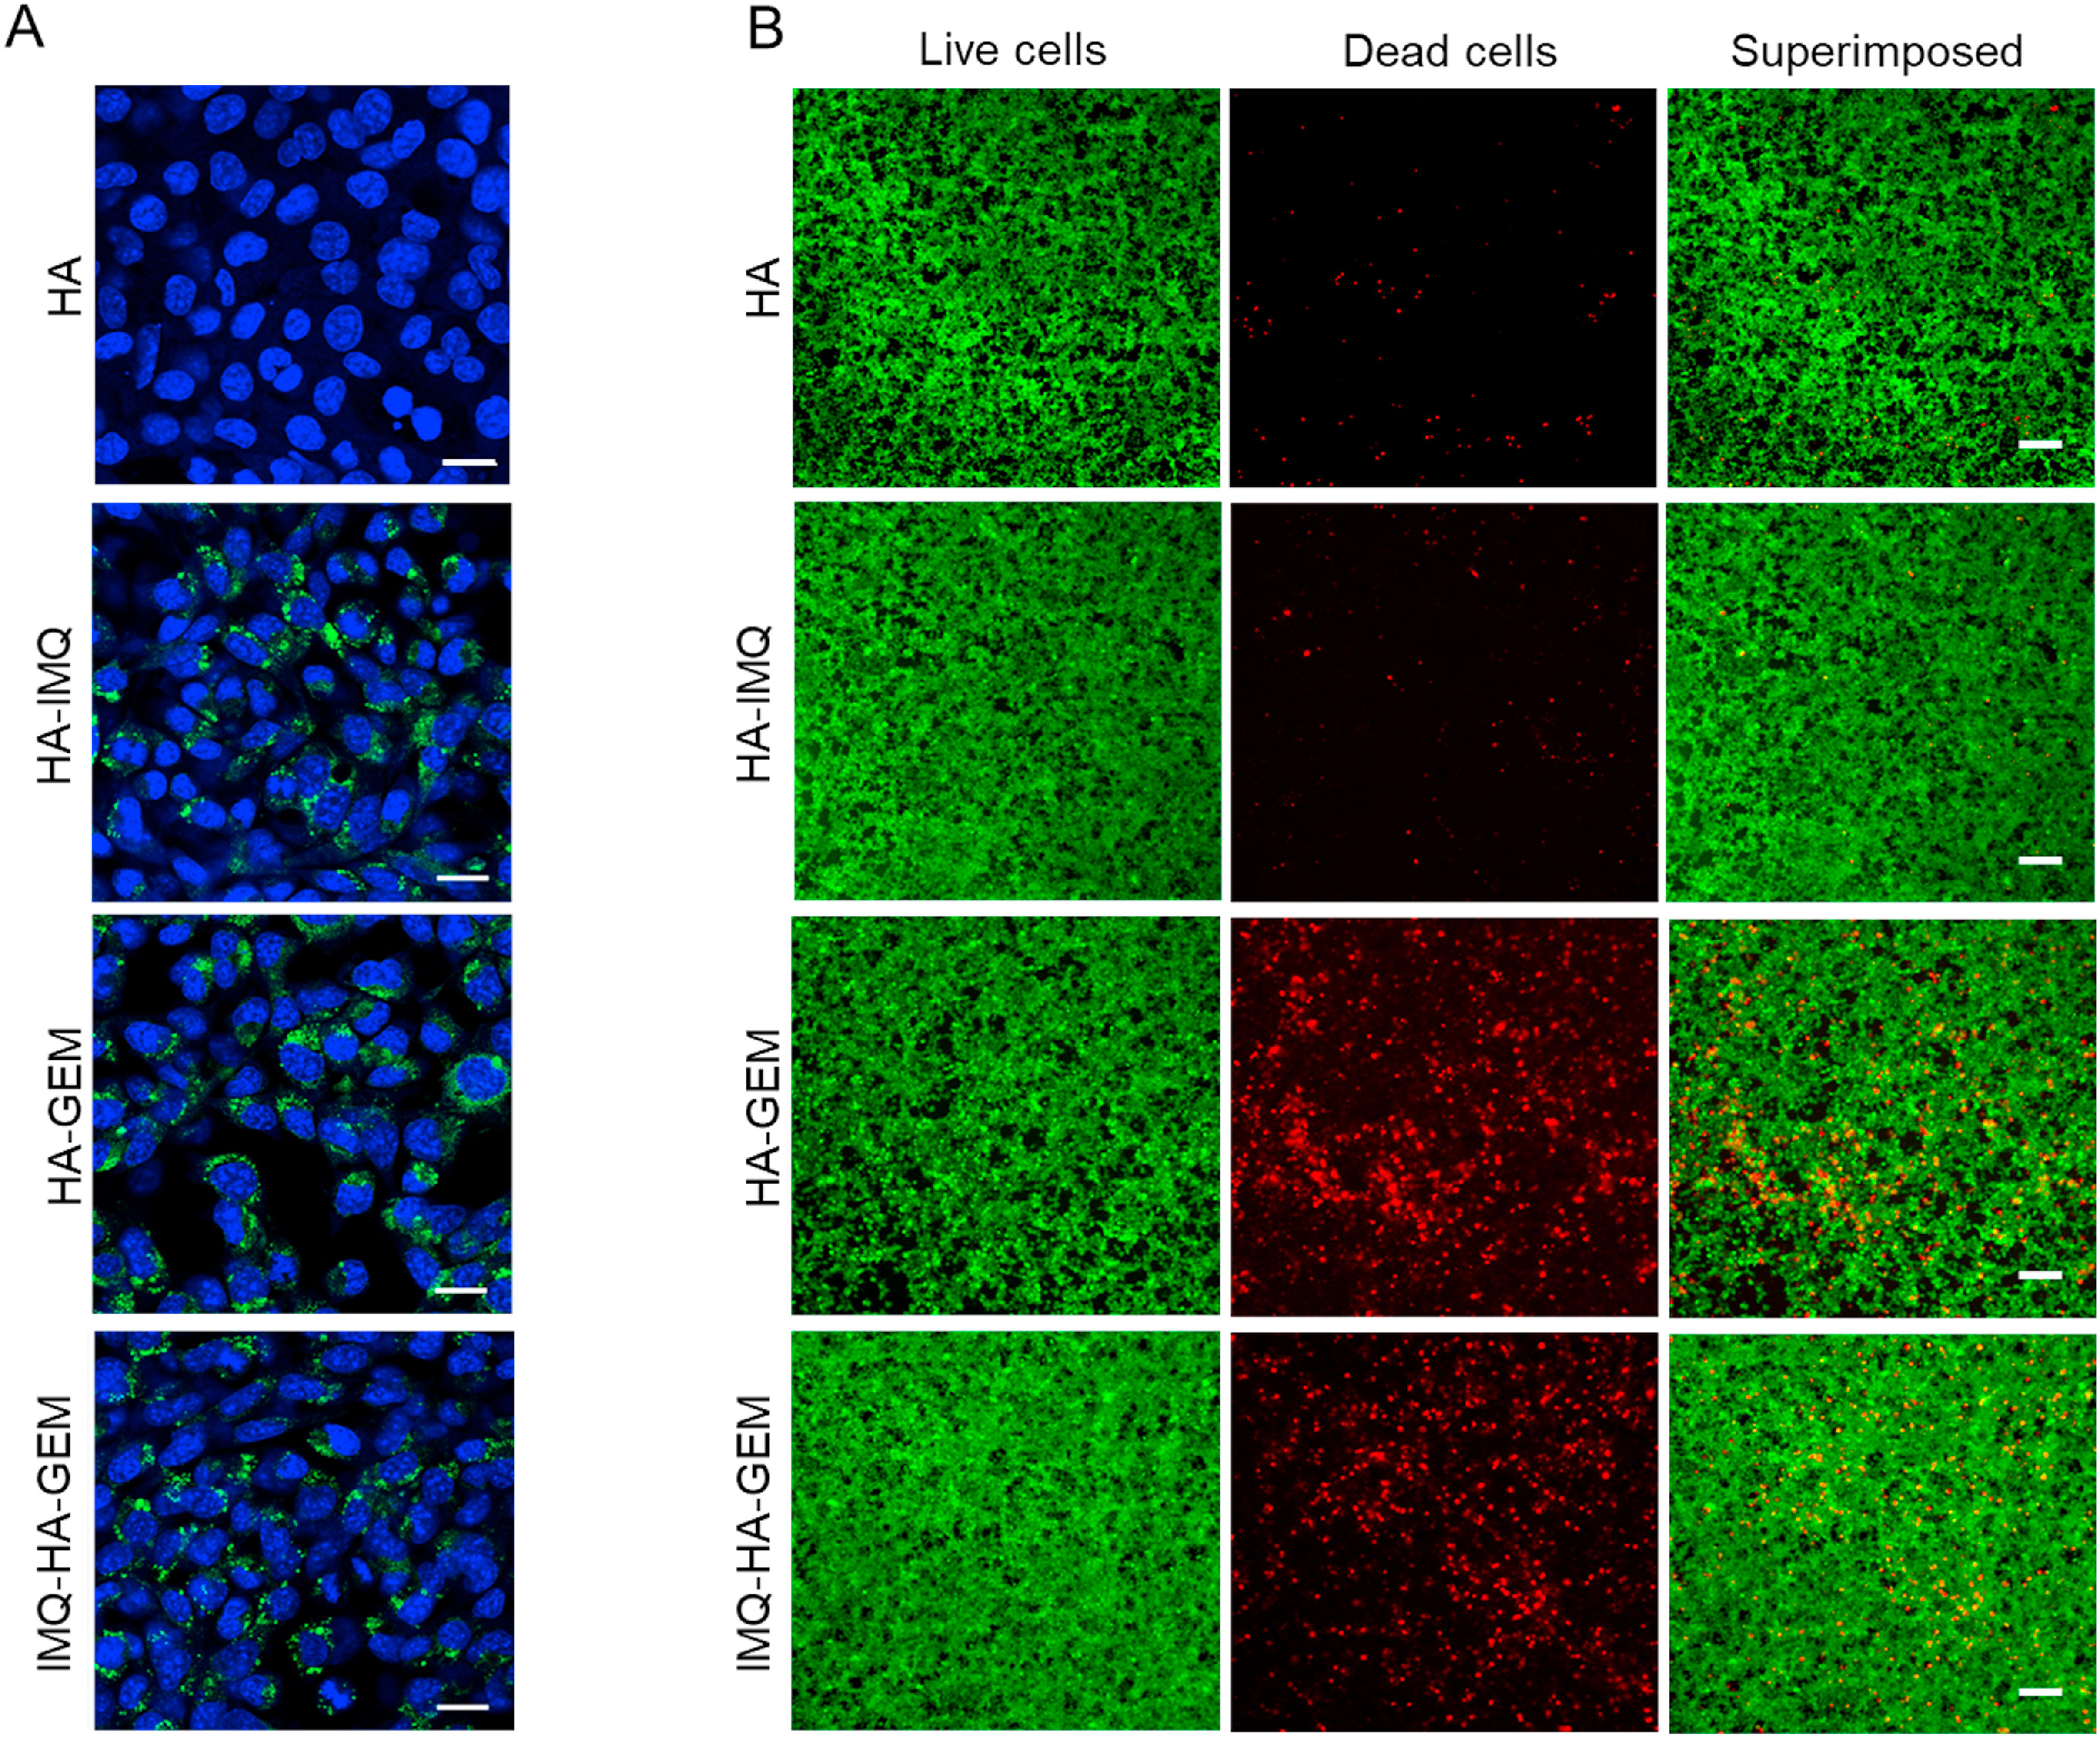 A
B
Live cells
Dead cells
Superimposed
HA
HA
HA-IMQ
HA-IMQ
HA-GEM
HA-GEM
IMQ-HA-GEM
IMQ-HA-GEM